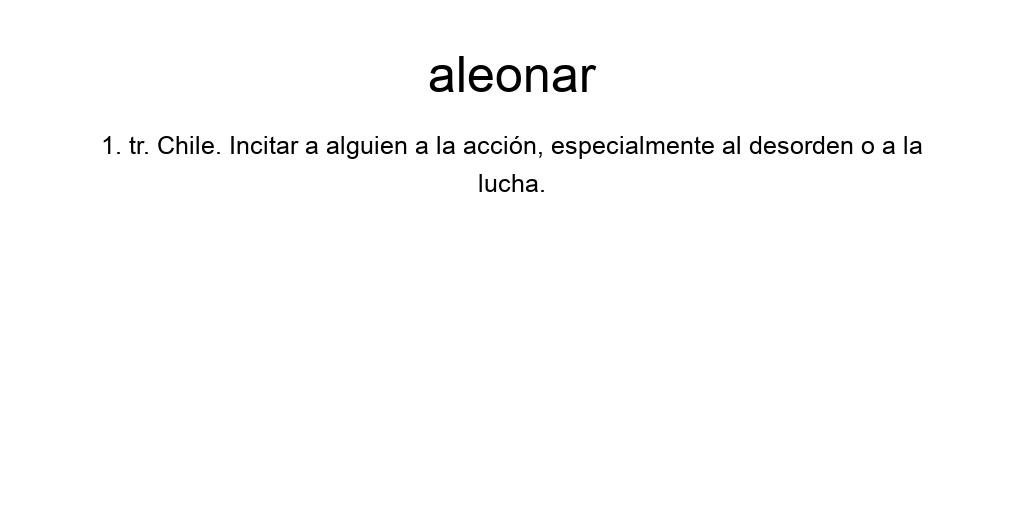 aleonar
1. tr. Chile. Incitar a alguien a la acción, especialmente al desorden o a la
lucha.